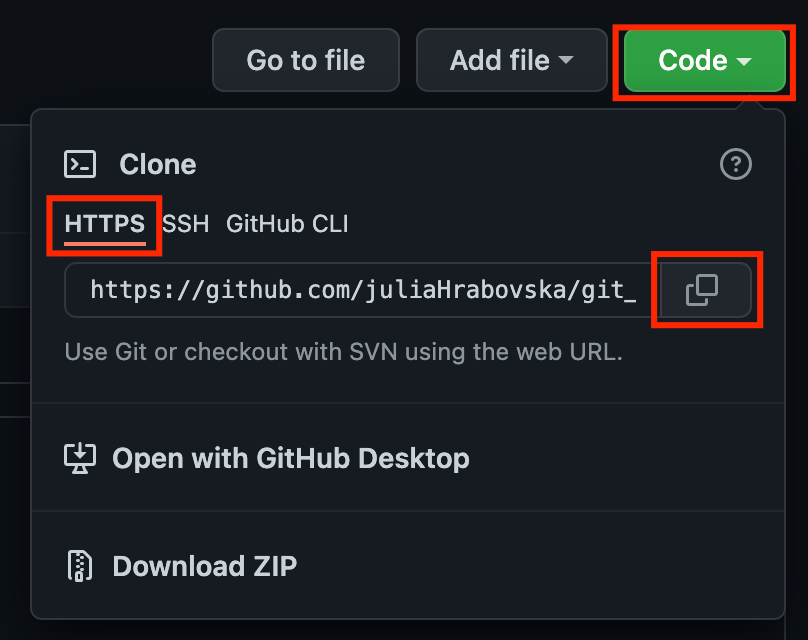 Go to file Add file Code
Clone
HTTPS SSH GitHub CLI
https://github.com/juliaHrabovska/git_
Use Git or checkout with SVN using the web URL.
Open with GitHub Desktop
Download ZIP